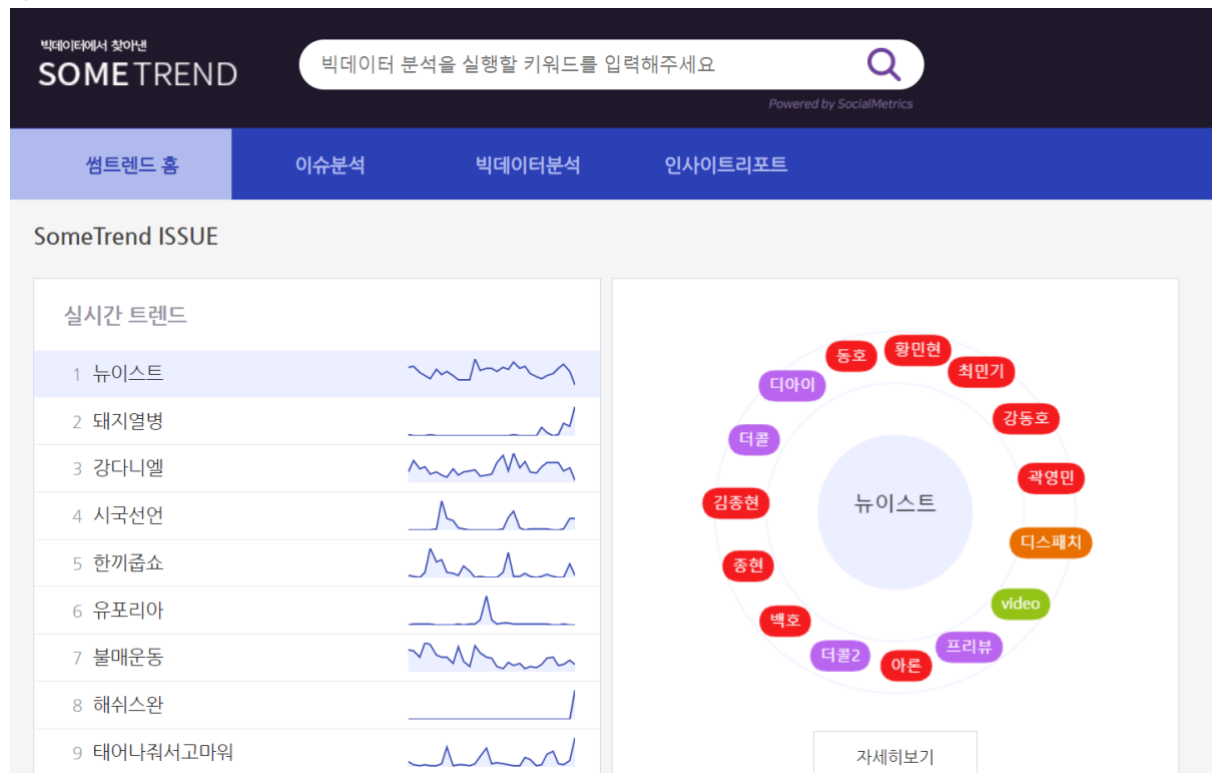 빅데이터에서 찾아낸
SOMETREND
빅데이터 분석을 실행할 키워드를 입력해주세요
Powered by SocialMetrics
썸트렌드 홈
이슈분석
빅데이터분석
인사이트리포트
SomeTrend ISSUE
실시간 트렌드
1 뉴이스트
2 돼지열병
3 강다니엘
4 시국선언
5 한끼줍쇼
6 유포리아
7 불매운동
8 해쉬스완
9 태어나줘서고마워
동호
황민현
최민기
디아이
강동호
더콜
곽영민
김종현
뉴이스트
디스패치
종현
video
백호
더콜2
아론
프리뷰
자세히보기